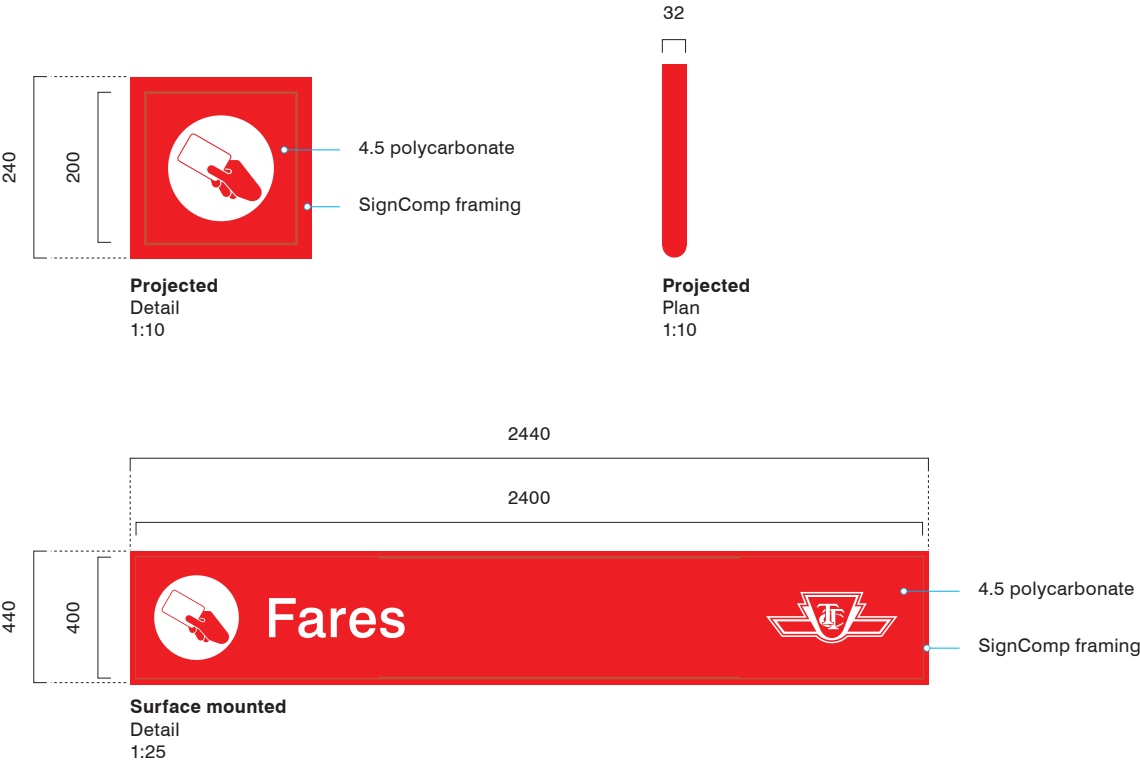 32
240
200
4.5 polycarbonate
SignComp framing
Projected
Detail
1:10
Projected
Plan
1:10
2440
2400
440
400
Fares
TTC
4.5 polycarbonate
SignComp framing
Surface mounted
Detail
1:25